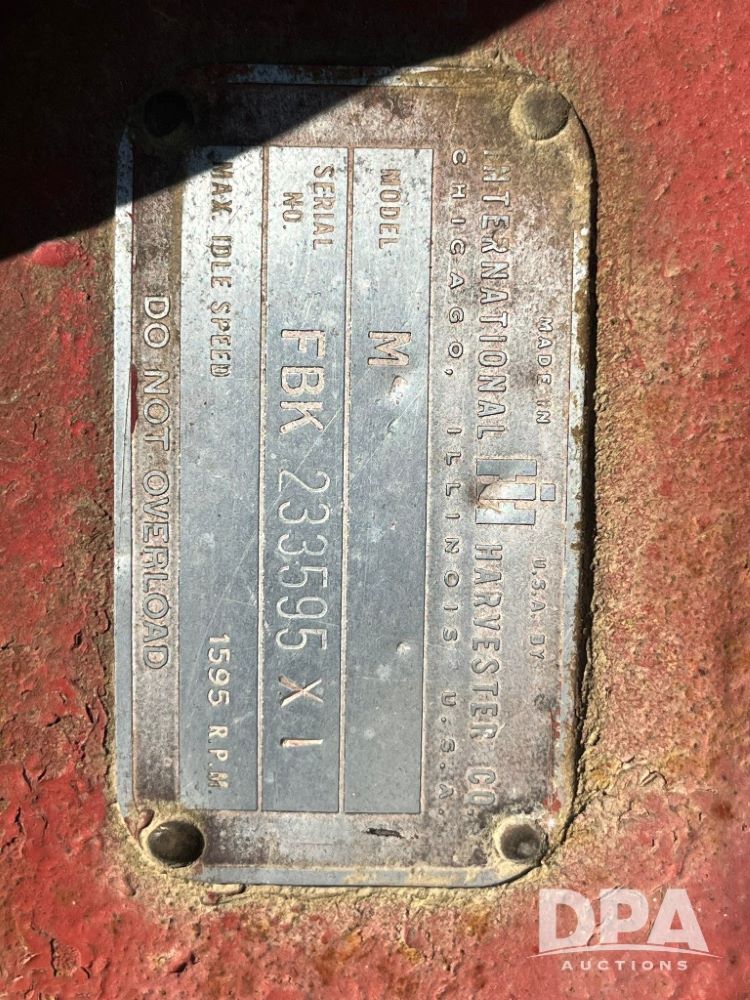 MADE IN U.S.A. BY
INTERNATIONAL IH HARVESTER CO.
CHICAGO, ILLINOIS U.S.A.
MODEL M
SERIAL NO. FBK 233595 X1
MAX. IDLE SPEED 1595 R.P.M.
DO NOT OVERLOAD
DPA
AUCTIONS